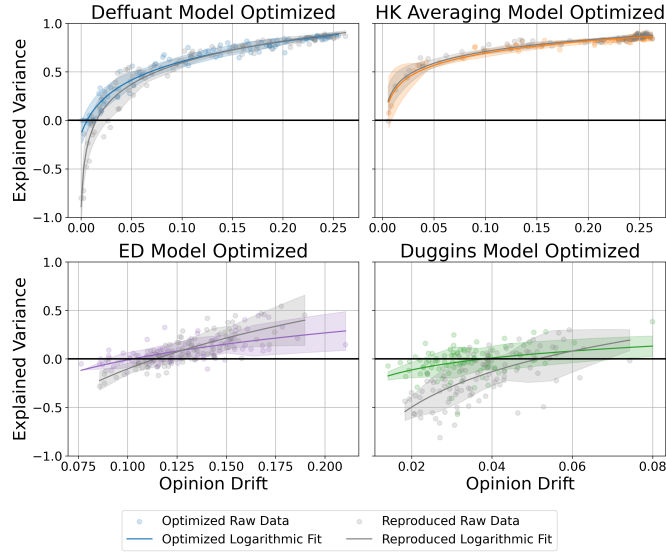 Deffuant Model Optimized
HK Averaging Model Optimized
Explained Variance
1.0
0.5
0.0
−0.5
−1.0
0.00 0.05 0.10 0.15 0.20 0.25
0.00 0.05 0.10 0.15 0.20 0.25
ED Model Optimized
Duggins Model Optimized
Explained Variance
1.0
0.5
0.0
−0.5
−1.0
0.075 0.100 0.125 0.150 0.175 0.200
0.02 0.04 0.06 0.08
Opinion Drift
Opinion Drift
Optimized Raw Data
Reproduced Raw Data
Optimized Logarithmic Fit
Reproduced Logarithmic Fit